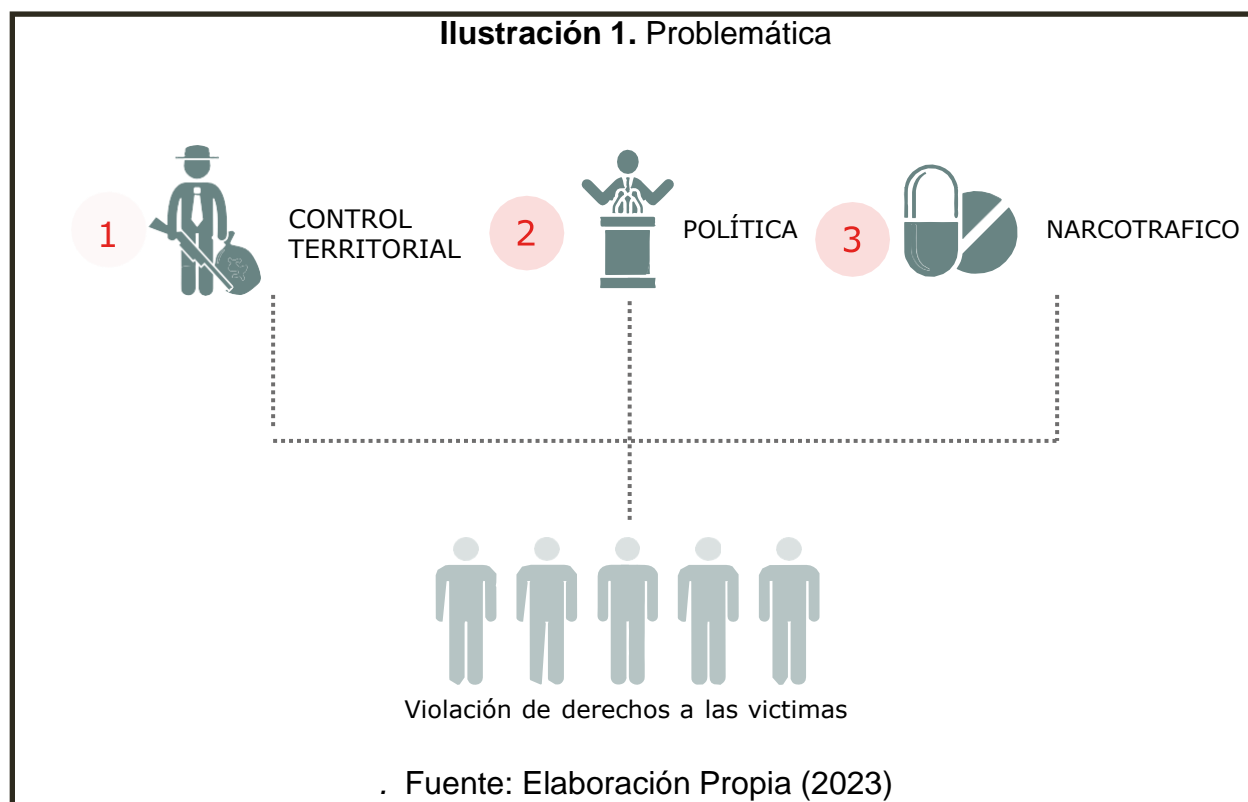 Ilustración 1. Problemática
1
CONTROL
TERRITORIAL
2
POLÍTICA
3
NARCOTRAFICO
Violación de derechos a las victimas
. Fuente: Elaboración Propia (2023)